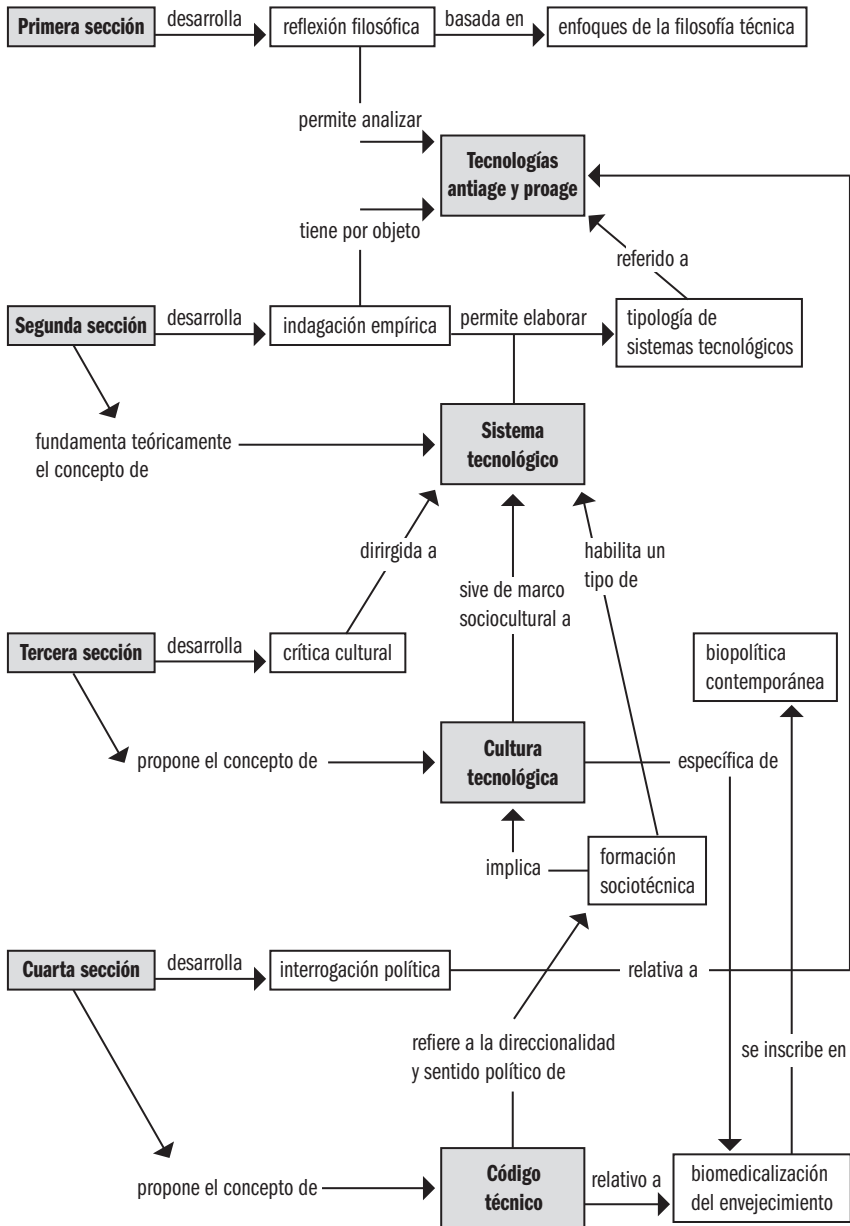 Primera sección
desarrolla
reflexión filosófica
basada en
enfoques de la filosofía técnica
permite analizar
Tecnologías
antiage y proage
tiene por objeto
referido a
Segunda sección
desarrolla
indagación empírica
permite elaborar
tipología de
sistemas tecnológicos
fundamenta teóricamente
el concepto de
Sistema
tecnológico
dirirgida a
habilita un
tipo de
sive de marco
sociocultural a
Tercera sección
desarrolla
crítica cultural
biopolítica
contemporánea
propone el concepto de
Cultura
tecnológica
específica de
implica
formación
sociotécnica
Cuarta sección
desarrolla
interrogación política
relativa a
refiere a la direccionalidad
y sentido político de
se inscribe en
propone el concepto de
Código
técnico
relativo a
biomedicalización
del envejecimiento